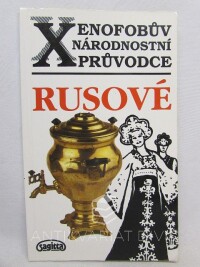 XENOFOBŮV
NÁRODNOSTNÍ
PRŮVODCE
RUSOVÉ
sagitta